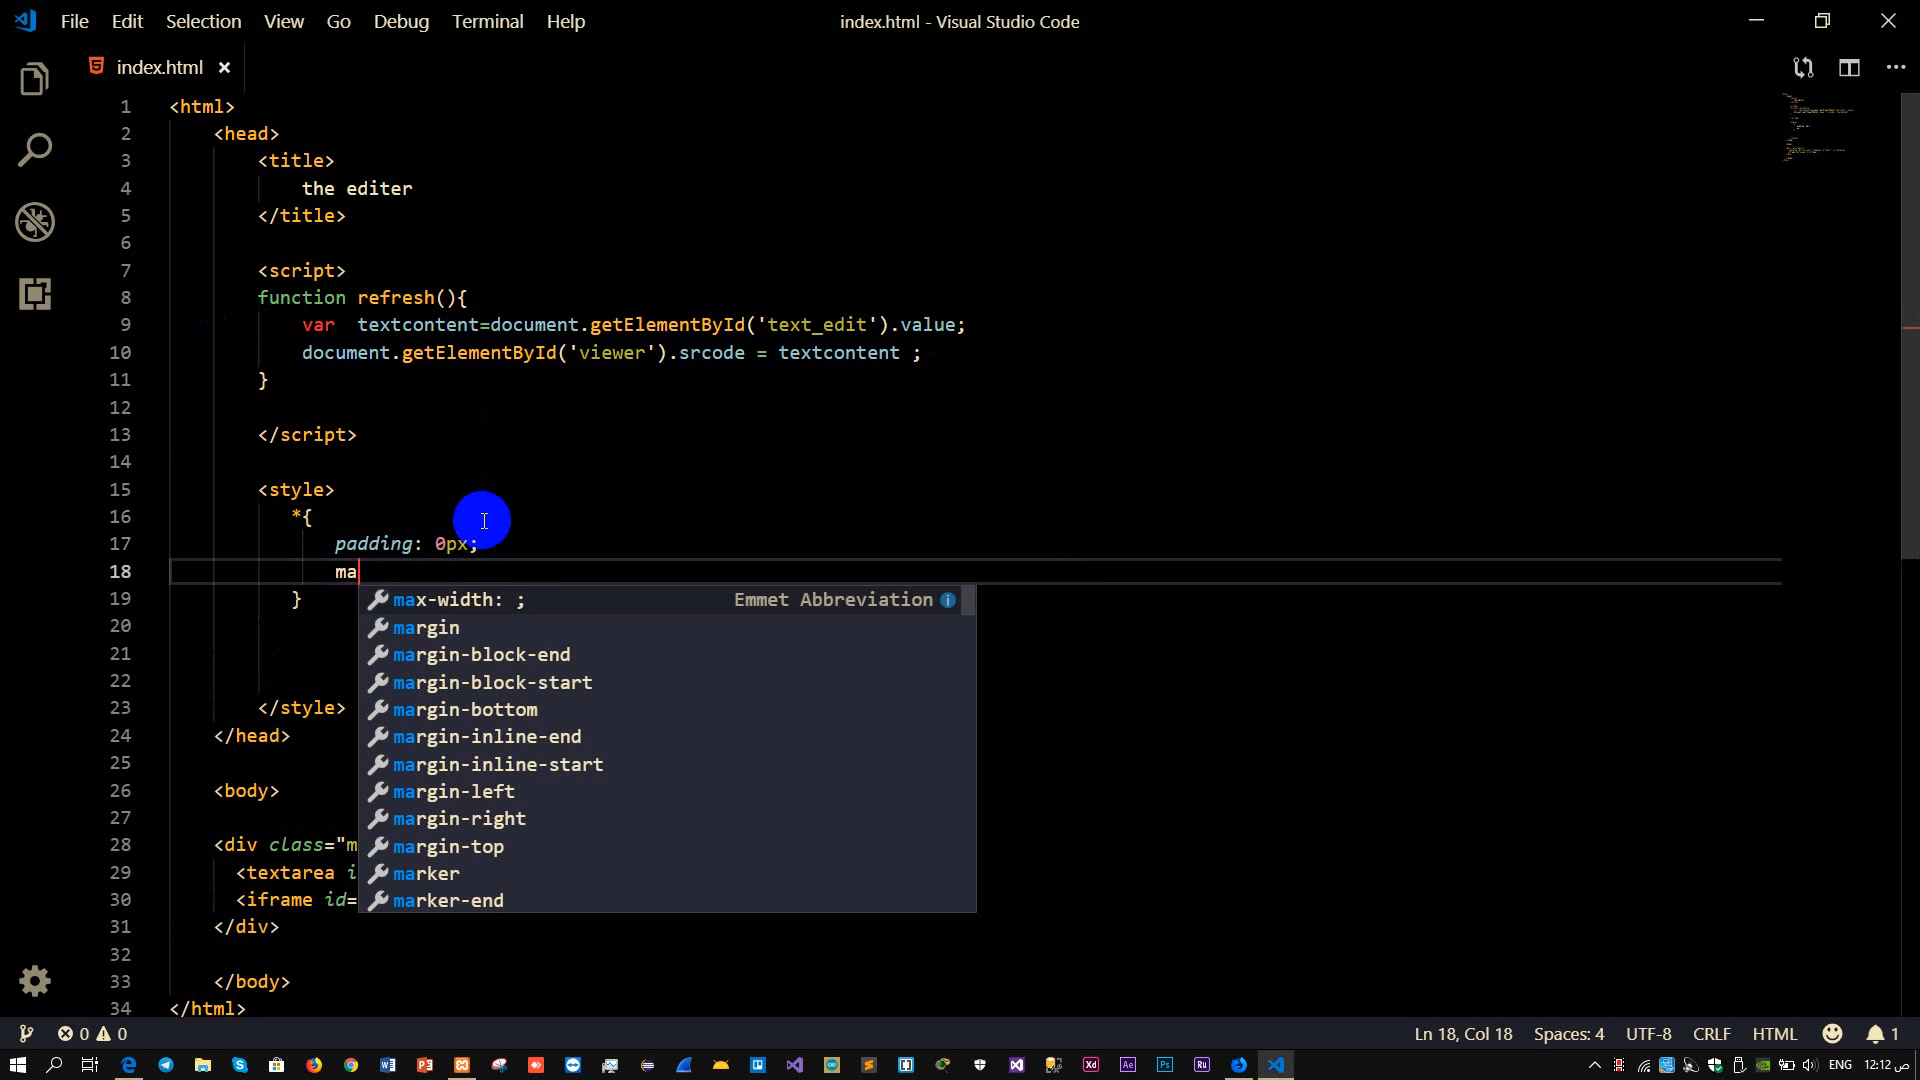 File Edit Selection View Go Debug Terminal Help
index.html - Visual Studio Code
index.html
1 <html>
2 <head>
3 <title>
4 the editer
5 </title>
6
7 <script>
8 function refresh(){
9 var textcontent=document.getElementById('text_edit').value;
10 document.getElementById('viewer').srcode = textcontent ;
11 }
12
13 </script>
14
15 <style>
16 *{
17 padding: 0px;
18 ma
19 }
max-width: ; Emmet Abbreviation
20
margin
21
margin-block-end
22
margin-block-start
23 </style>
margin-bottom
24 </head>
margin-inline-end
25
margin-inline-start
26 <body>
margin-left
27
margin-right
28 <div class="m
margin-top
29 <textarea i
marker
30 <iframe id=
marker-end
31 </div>
32
33 </body>
34 </html>
0 0
Ln 18, Col 18 Spaces: 4 UTF-8 CRLF HTML 1
ENG 12:12 ص